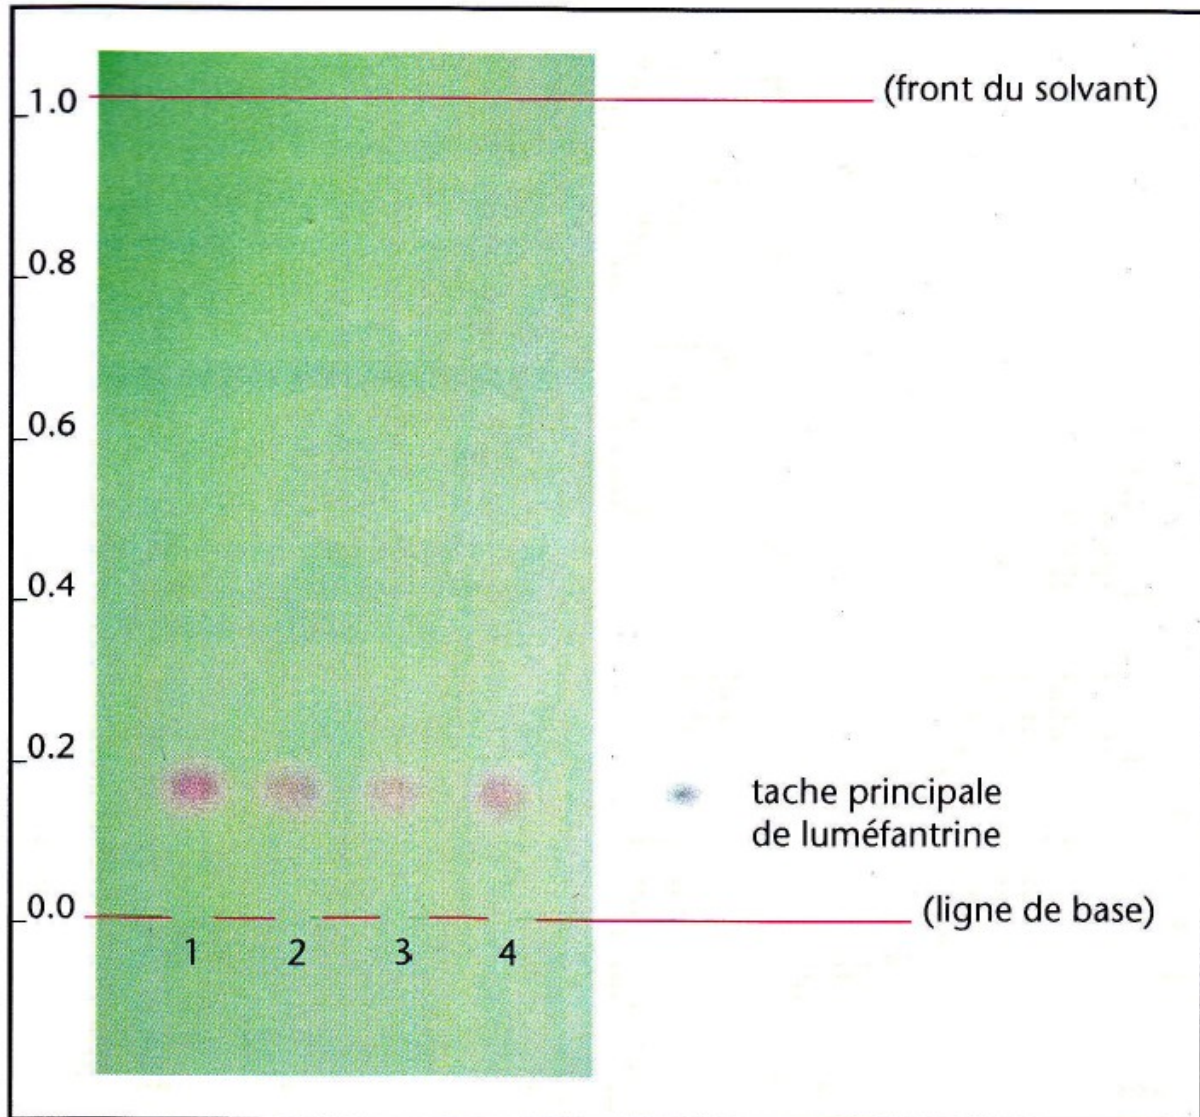 1.0
(front du solvant)
0.8
0.6
0.4
0.2
tache principale
de luméfantrine
0.0
(ligne de base)
1 2 3 4